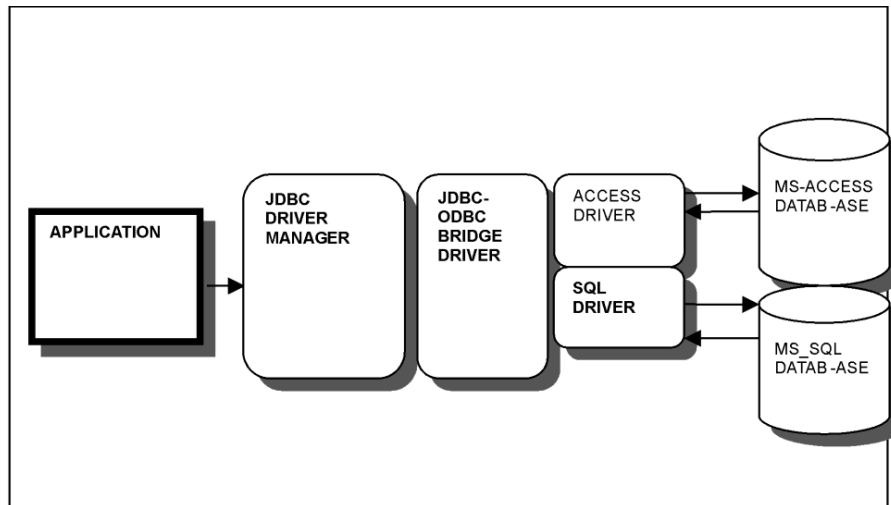 APPLICATION
JDBC
DRIVER
MANAGER
JDBC-
ODBC
BRIDGE
DRIVER
ACCESS
DRIVER
SQL
DRIVER
MS-ACCESS
DATAB-ASE
MS_SQL
DATAB-ASE